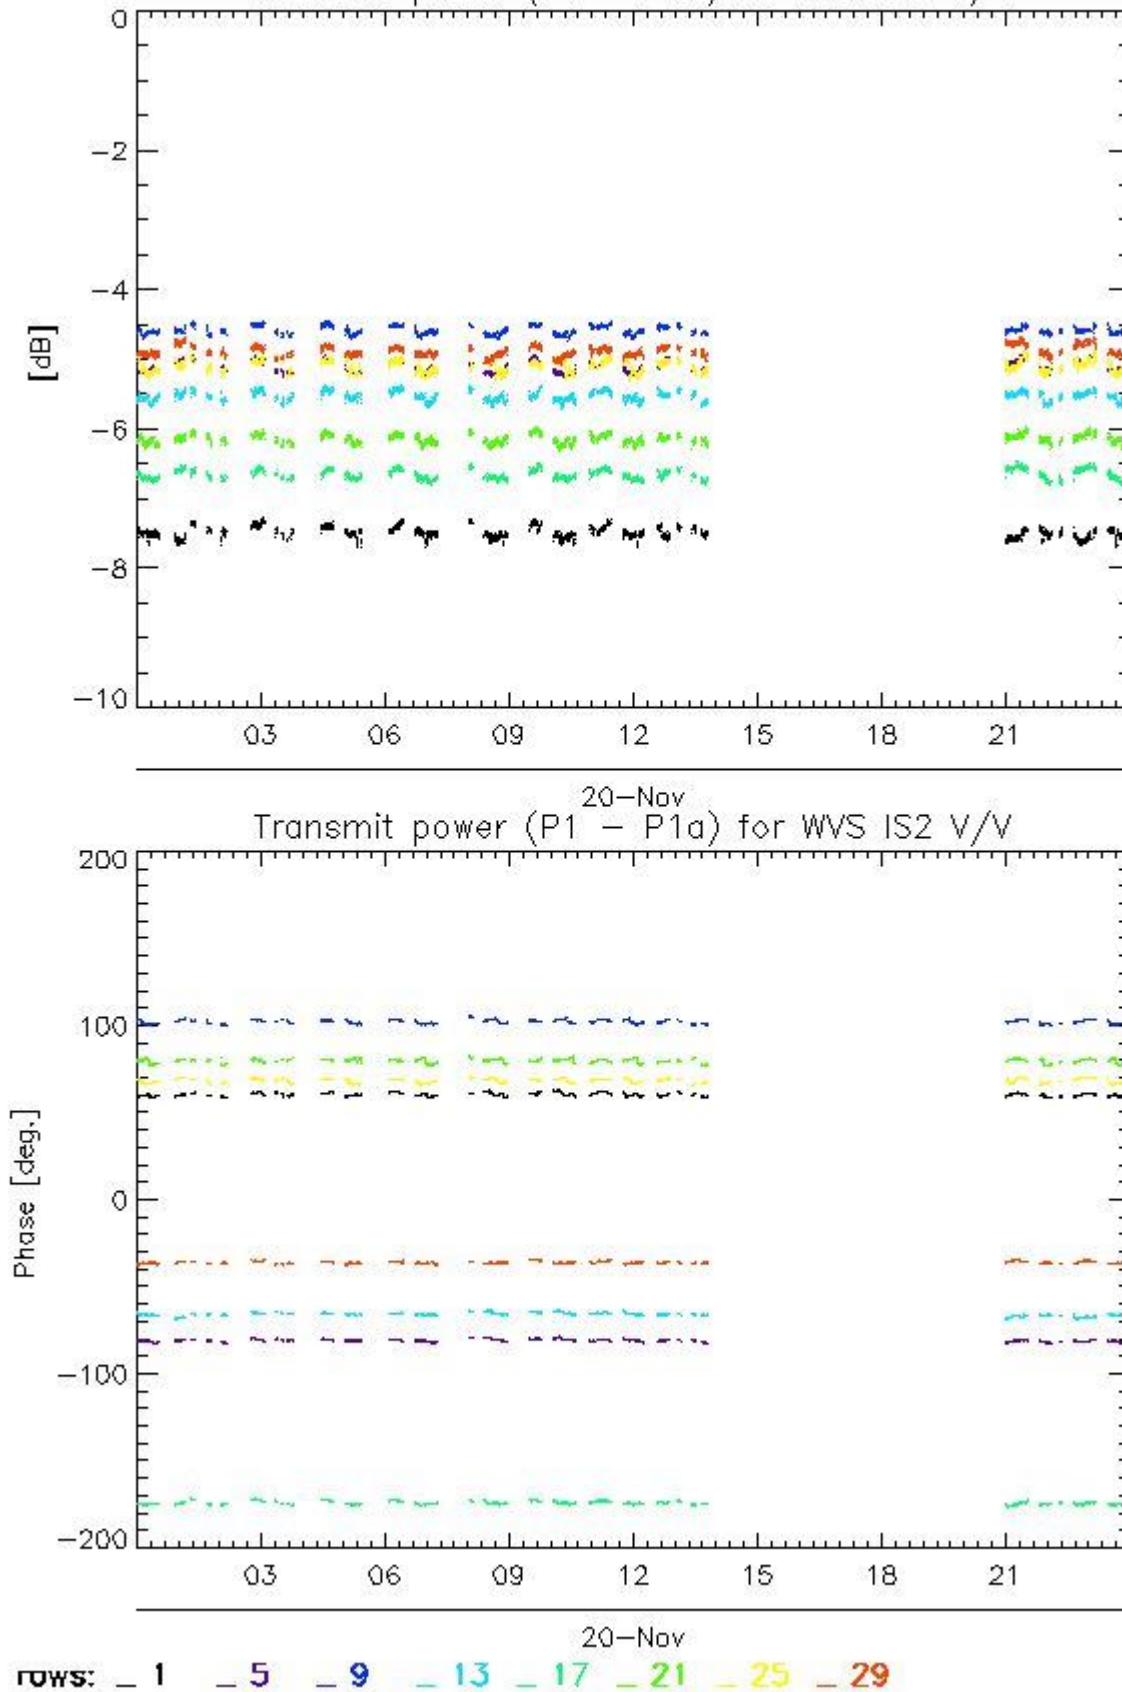 0
-2
-4
[dB]
-6
-8
-10
03 06 09 12 15 18 21
20-Nov
Transmit power (P1 - P1a) for WVS IS2 V/V
200
100
Phase [deg.]
0
-100
-200
03 06 09 12 15 18 21
20-Nov
rows: _ 1 _ 5 _ 9 _ 13 _ 17 _ 21 _ 25 _ 29